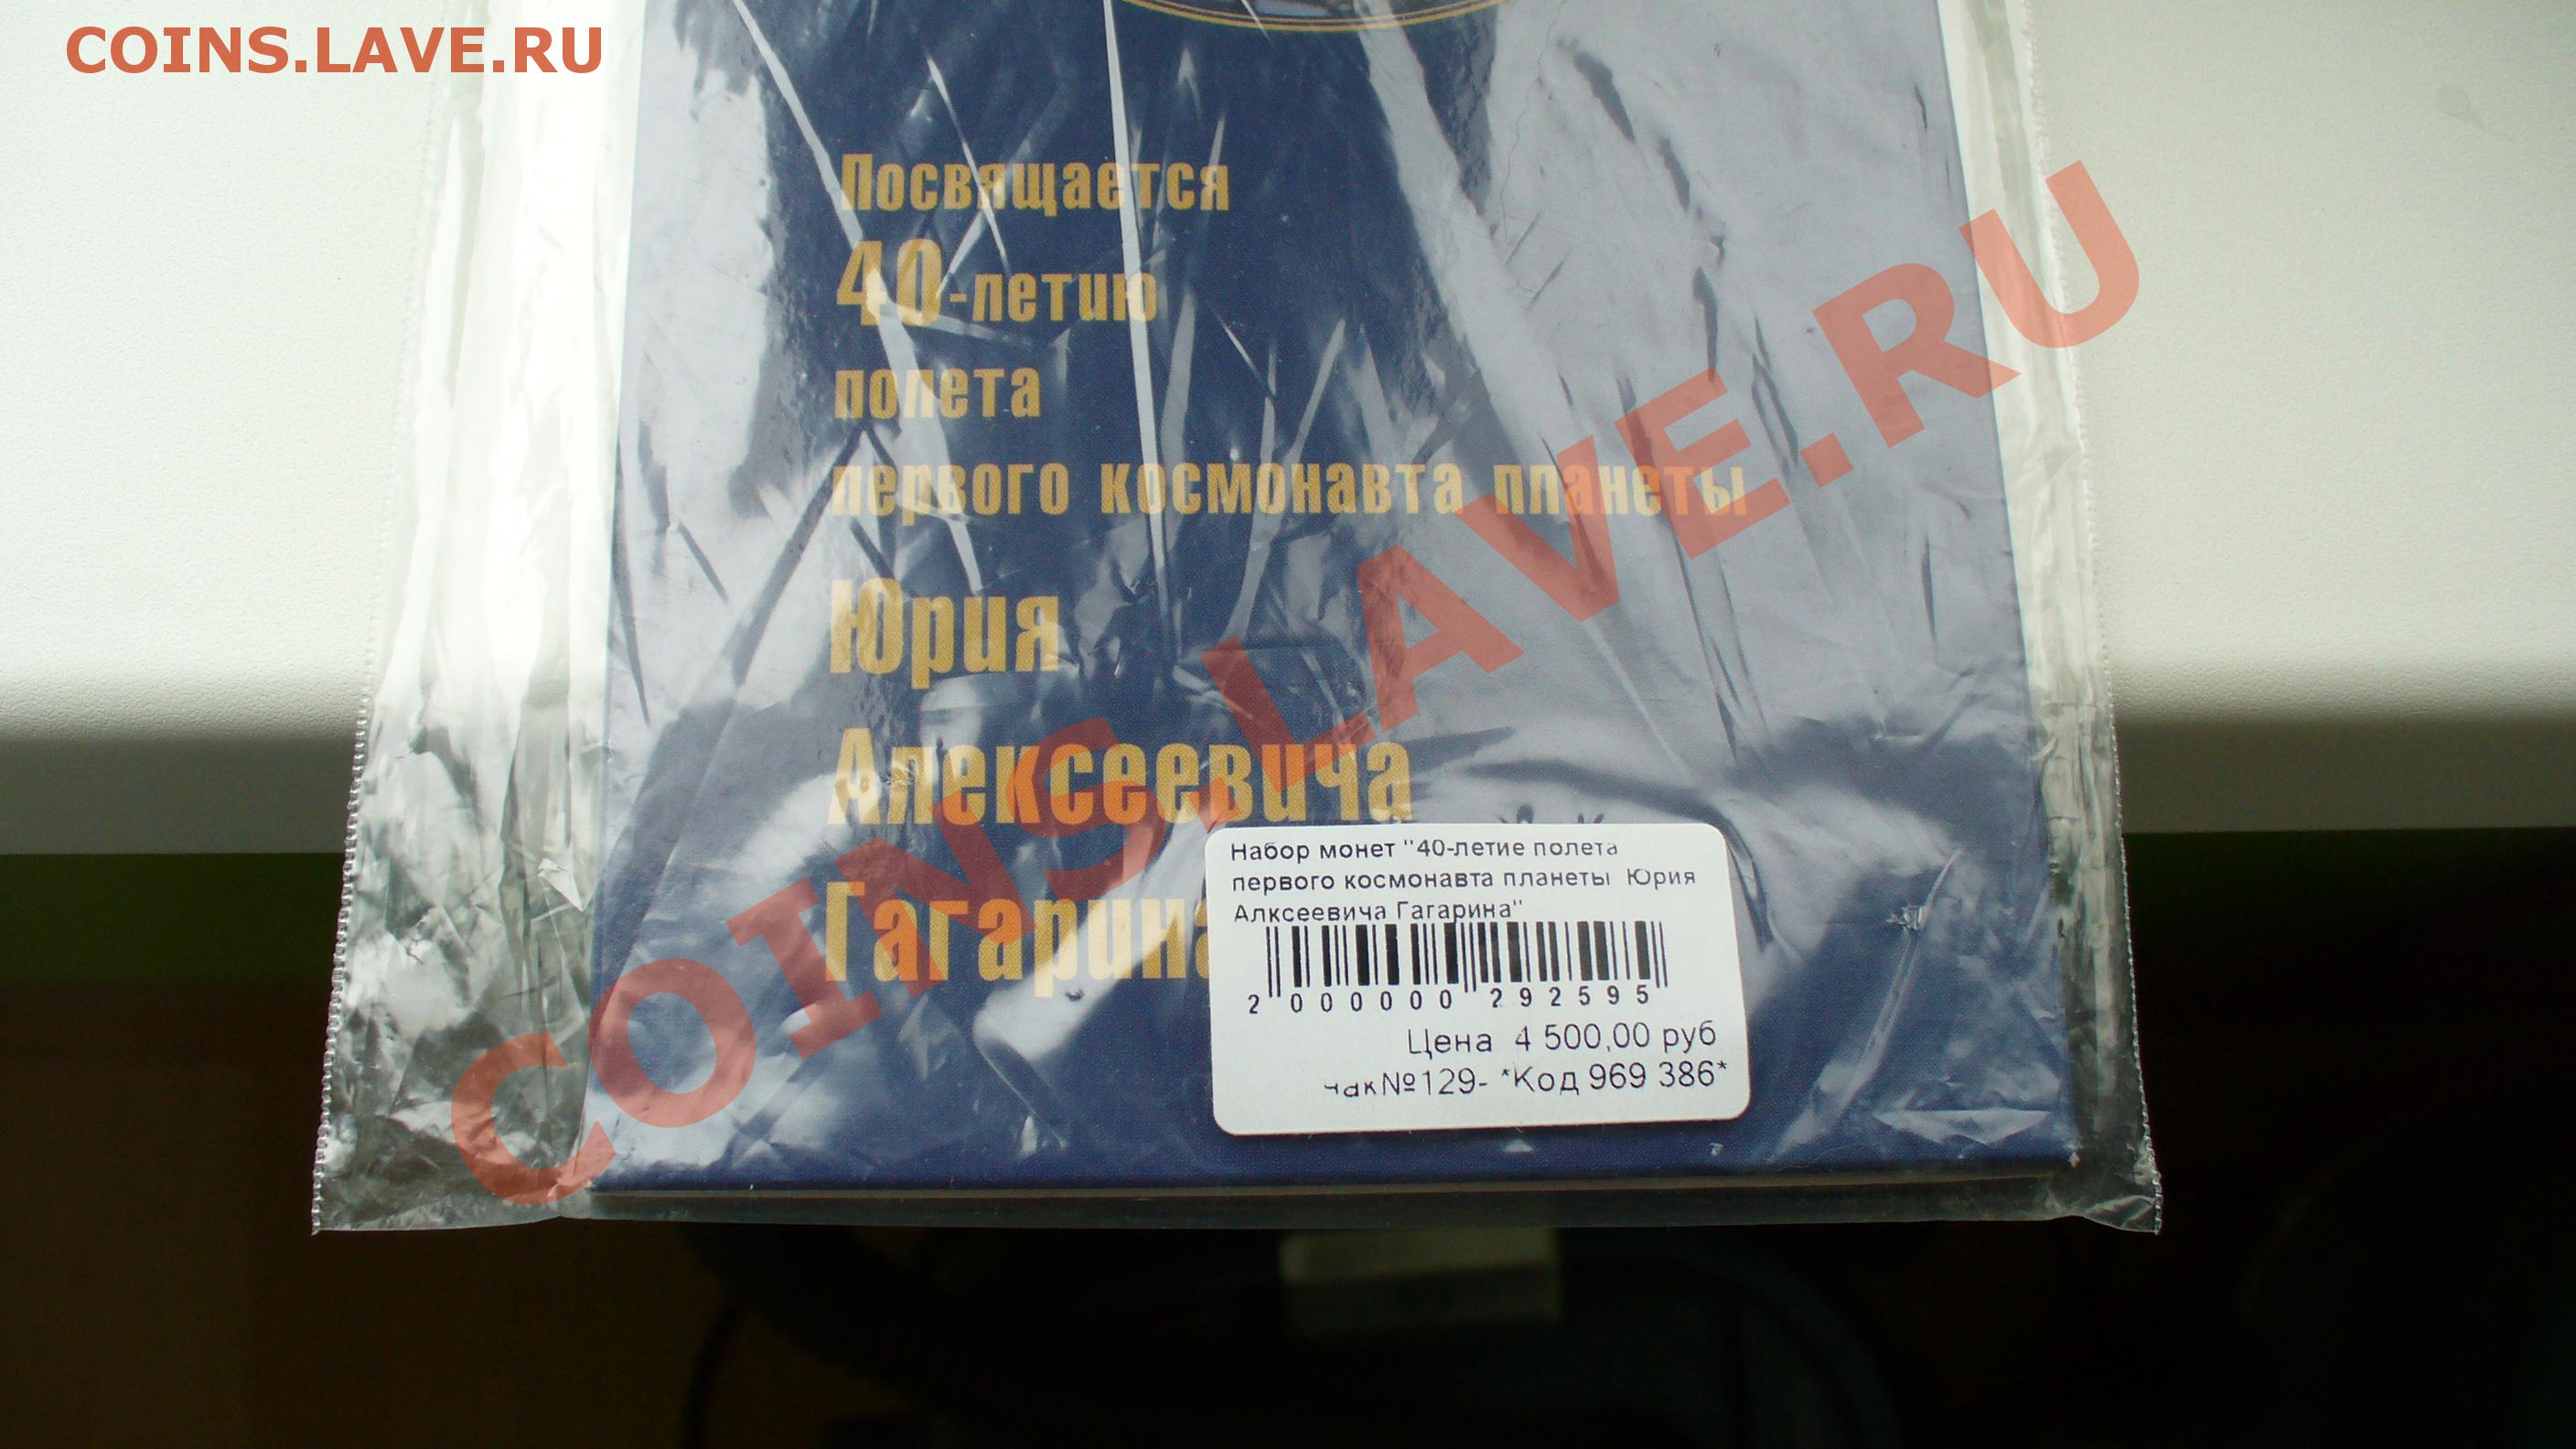 COINS.LAVE.RU
Посвящается
40-летию
полета
первого космонавта планеты
Юрия
Алексеевича
Гагарина
Набор монет "40-летие полета
первого космонавта планеты Юрия
Алксеевича Гагарина"
2 000000 292595
Цена 4 500,00 руб
№129- *Код 969 386*
COINS.LAVE.RU